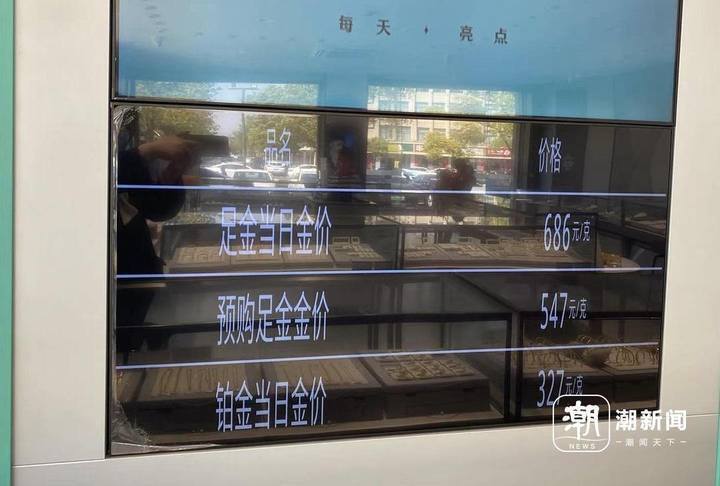 每天 · 亮点
品名 价格
足金当日金价 686元/克
预购足金金价 547元/克
铂金当日金价 327元/克
潮 潮新闻
NEWS 潮闻天下